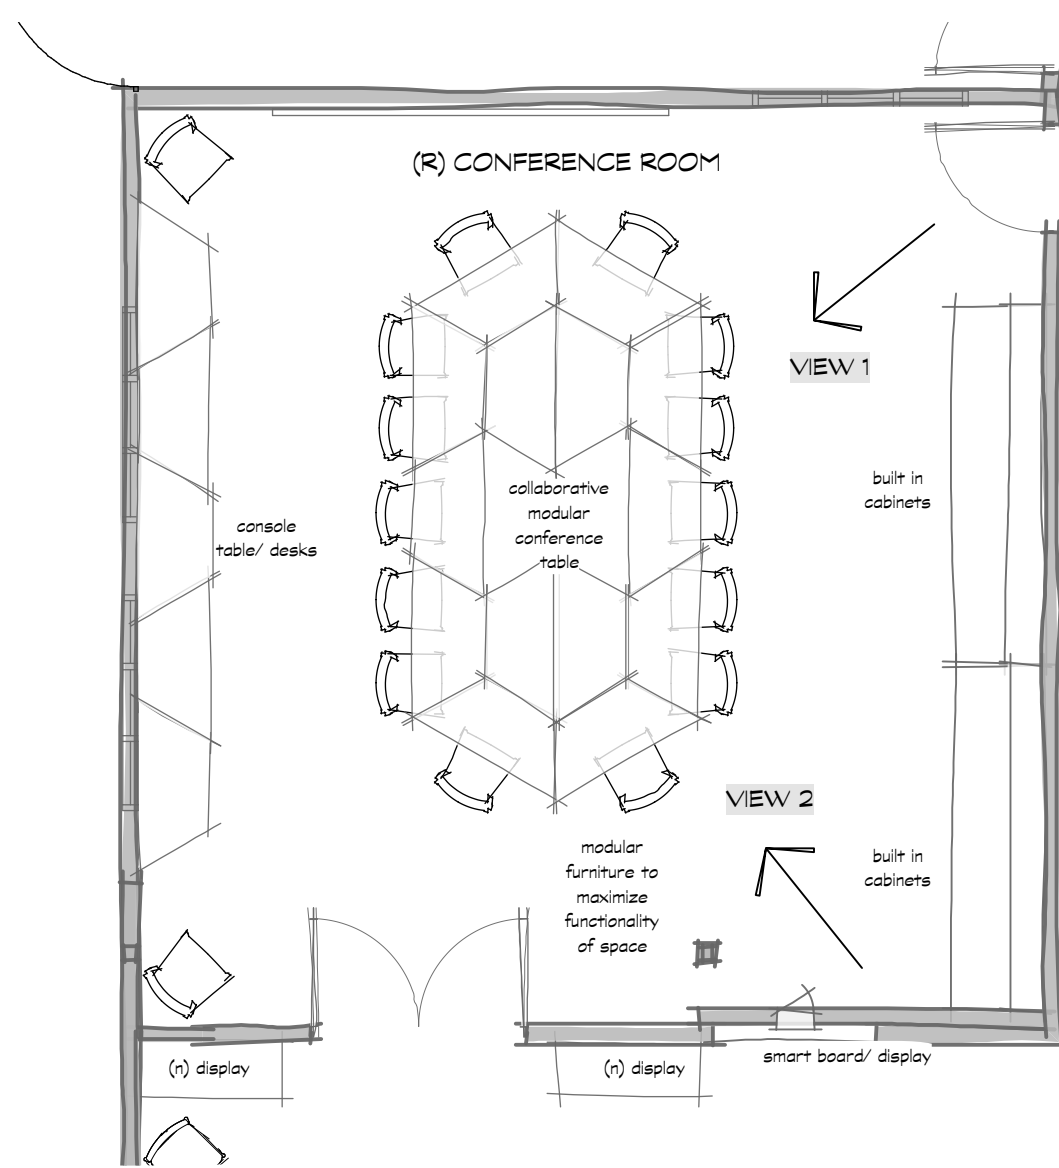 (R) CONFERENCE ROOM
VIEW 1
built in
cabinets
collaborative
modular
conference
table
console
table/ desks
VIEW 2
modular
furniture to
maximize
functionality
of space
built in
cabinets
(n) display
(n) display
smart board/ display